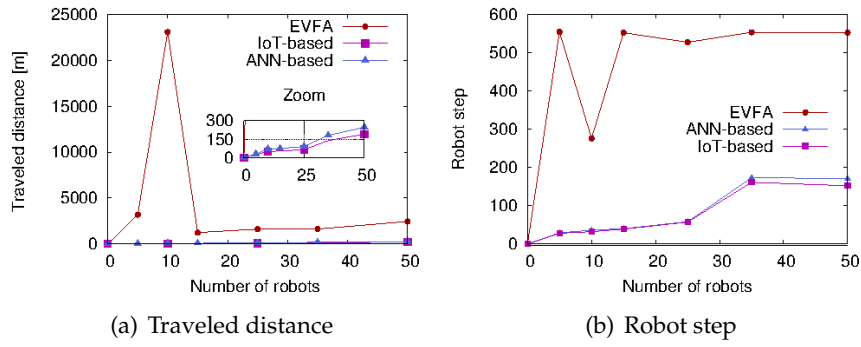 EVFA
IoT-based
ANN-based
Traveled distance [m]
25000
20000
15000
10000
5000
0
Zoom
300
150
0
0 25 50
0 10 20 30 40 50
Number of robots
(a) Traveled distance
Robot step
600
500
400
300
200
100
0
EVFA
ANN-based
IoT-based
0 10 20 30 40 50
Number of robots
(b) Robot step